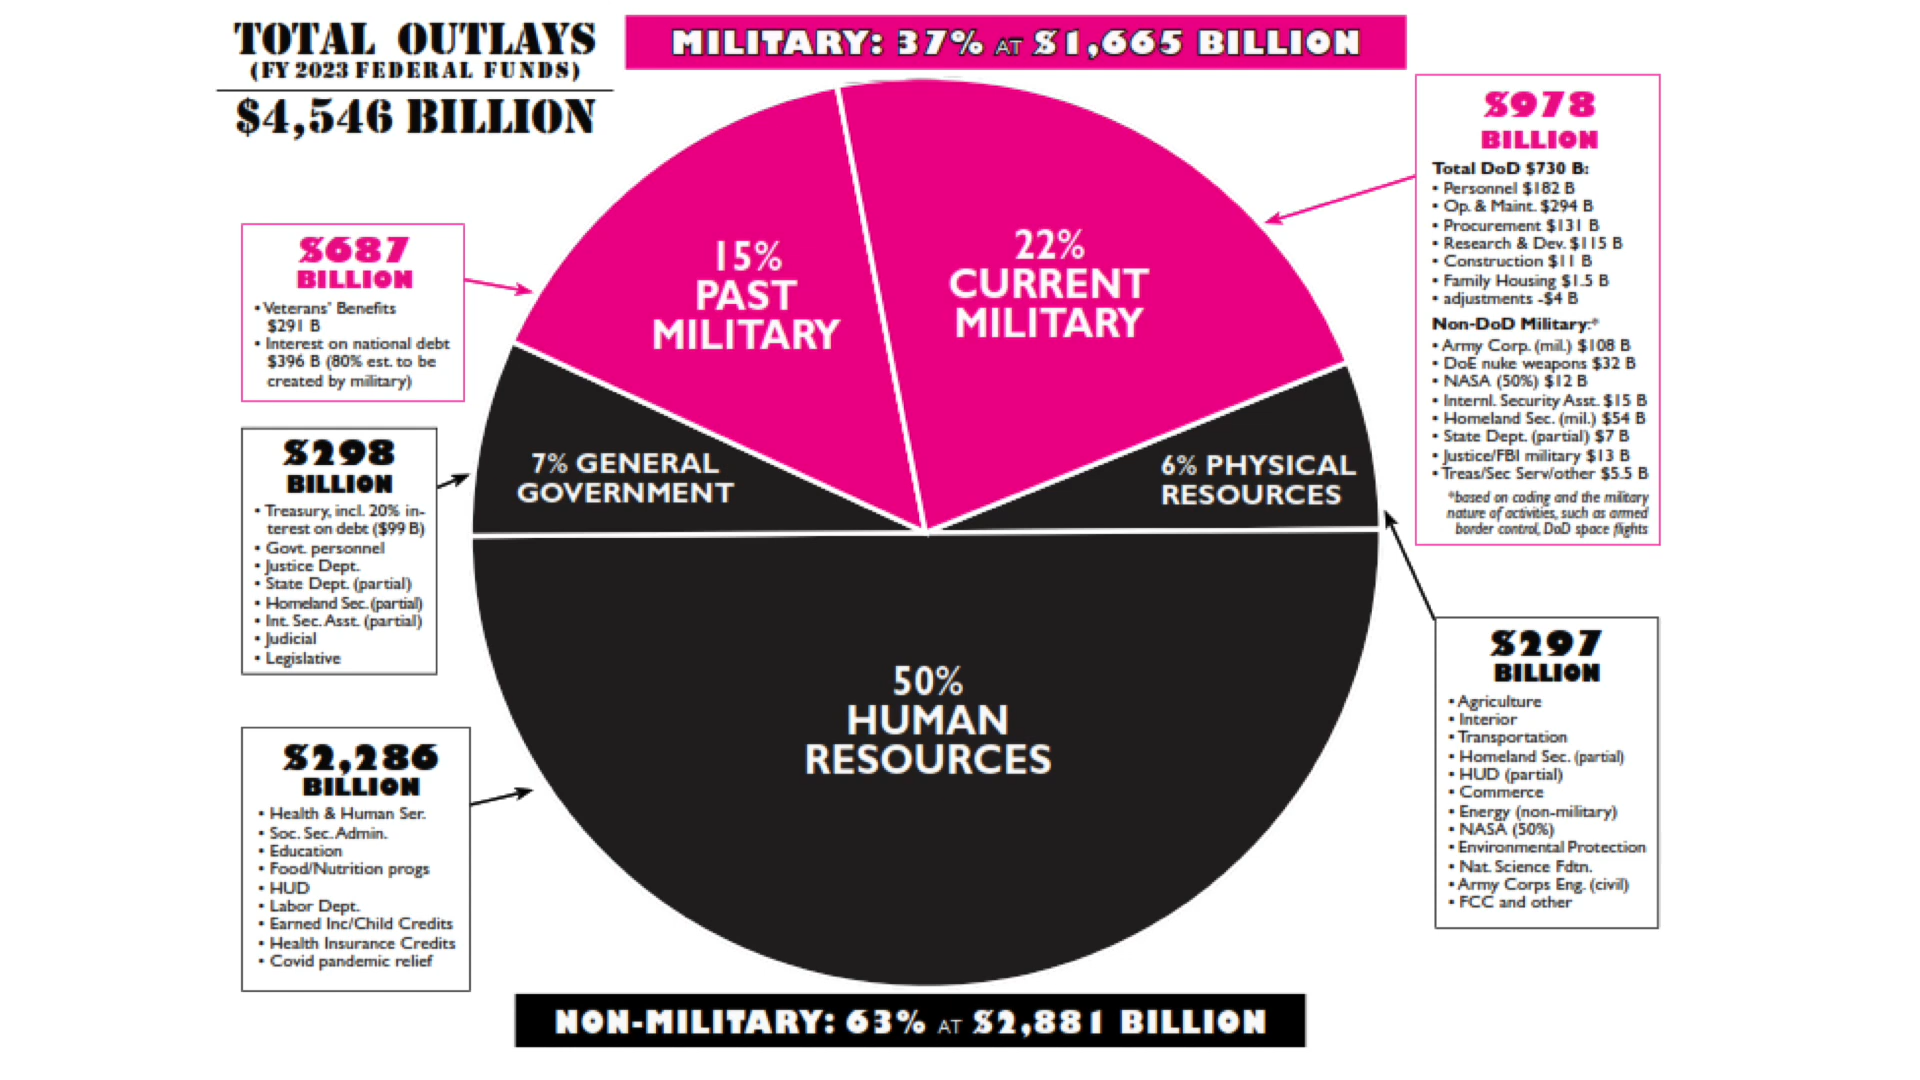 TOTAL OUTLAYS
(FY 2023 FEDERAL FUNDS)
$4,546 BILLION
MILITARY: 37% AT $1,665 BILLION
$687
BILLION
• Veterans' Benefits
$291 B
• Interest on national debt
$396 B (80% est. to be
created by military)
15%
PAST
MILITARY
22%
CURRENT
MILITARY
$978
BILLION
Total DoD $730 B:
• Personnel $182 B
• Op. & Maint. $294 B
• Procurement $131 B
• Research & Dev. $115 B
• Construction $11 B
• Family Housing $1.5 B
• adjustments -$4 B
Non-DoD Military:*
• Army Corp. (mil.) $108 B
• DoE nuke weapons $32 B
• NASA (50%) $12 B
• Internl. Security Asst. $15 B
• Homeland Sec. (mil.) $54 B
• State Dept. (partial) $7 B
• Justice/FBI military $13 B
• Treas/Sec Serv/other $5.5 B
*based on coding and the military
nature of activities, such as armed
border control, DoD space flights
$298
BILLION
• Treasury, incl. 20% in-
terest on debt ($99 B)
• Govt. personnel
• Justice Dept.
• State Dept. (partial)
• Homeland Sec. (partial)
• Int. Sec. Asst. (partial)
• Judicial
• Legislative
7% GENERAL
GOVERNMENT
6% PHYSICAL
RESOURCES
$297
BILLION
• Agriculture
• Interior
• Transportation
• Homeland Sec. (partial)
• HUD (partial)
• Commerce
• Energy (non-military)
• NASA (50%)
• Environmental Protection
• Nat. Science Fdtn.
• Army Corps Eng. (civil)
• FCC and other
50%
HUMAN
RESOURCES
$2,286
BILLION
• Health & Human Ser.
• Soc. Sec. Admin.
• Education
• Food/Nutrition progs
• HUD
• Labor Dept.
• Earned Inc/Child Credits
• Health Insurance Credits
• Covid pandemic relief
NON-MILITARY: 63% AT $2,881 BILLION